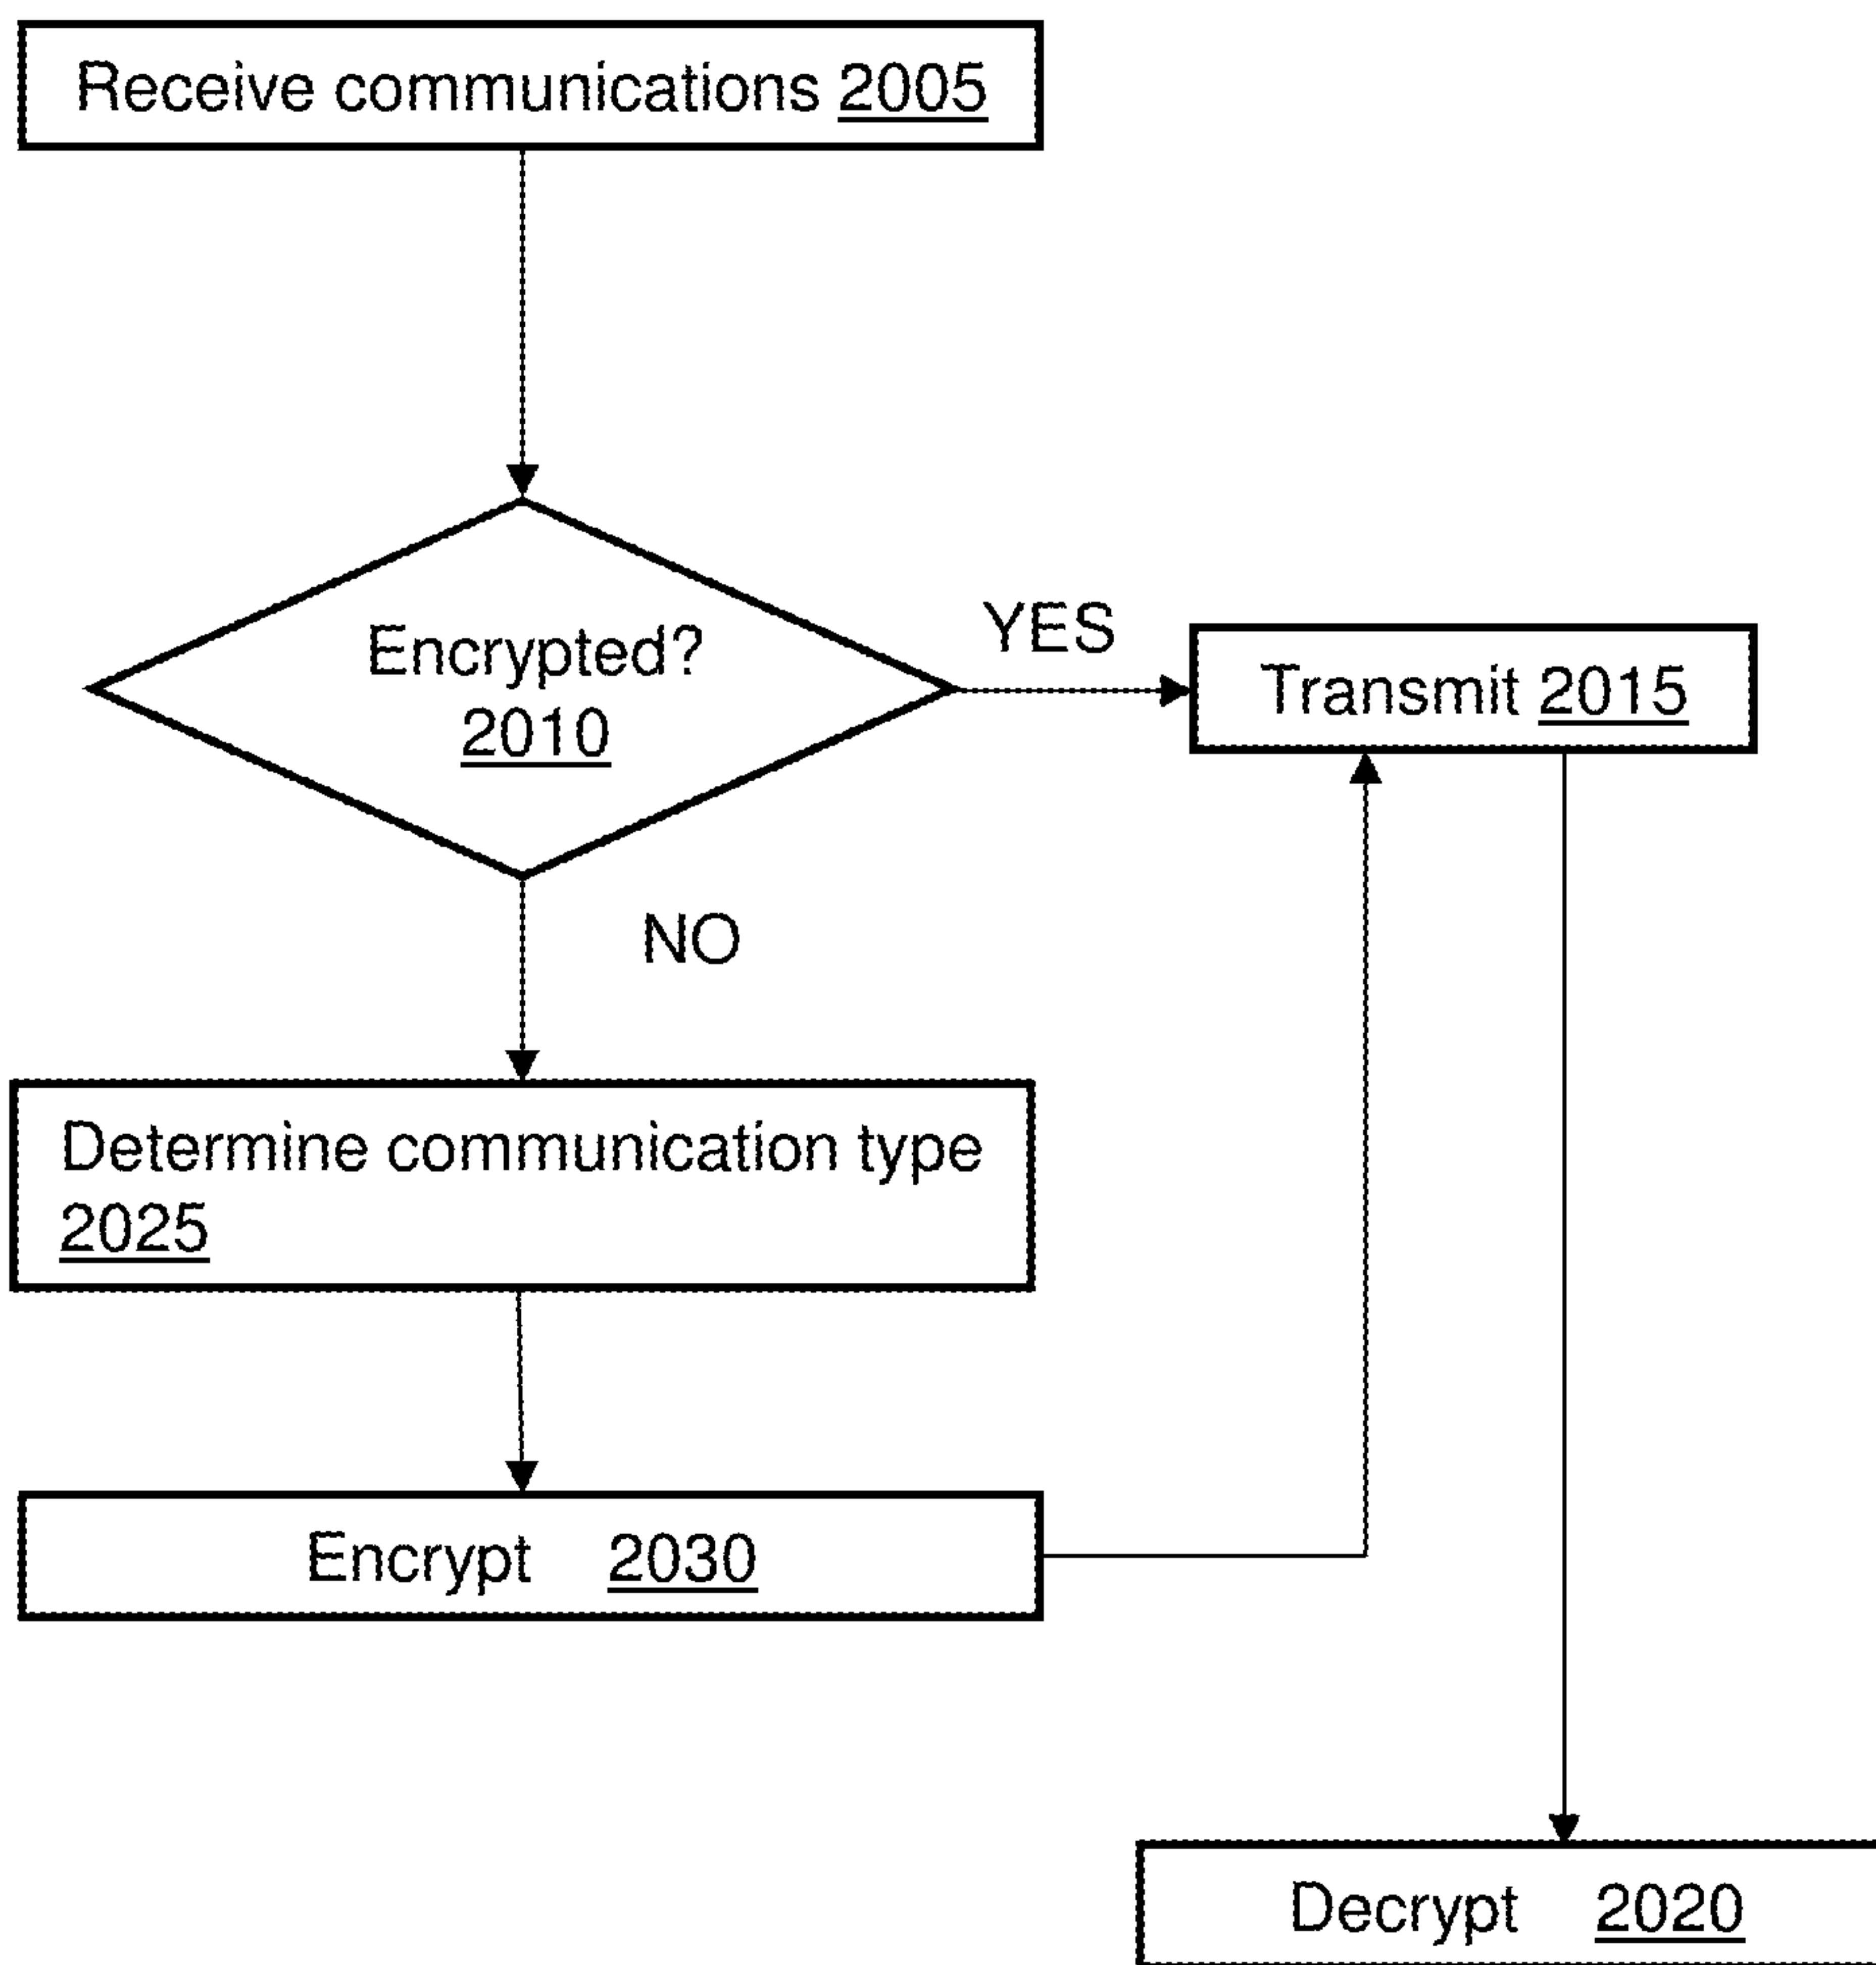 Receive communications 2005
Encrypted?
2010
YES
Transmit 2015
NO
Determine communication type
2025
Encrypt 2030
Decrypt 2020